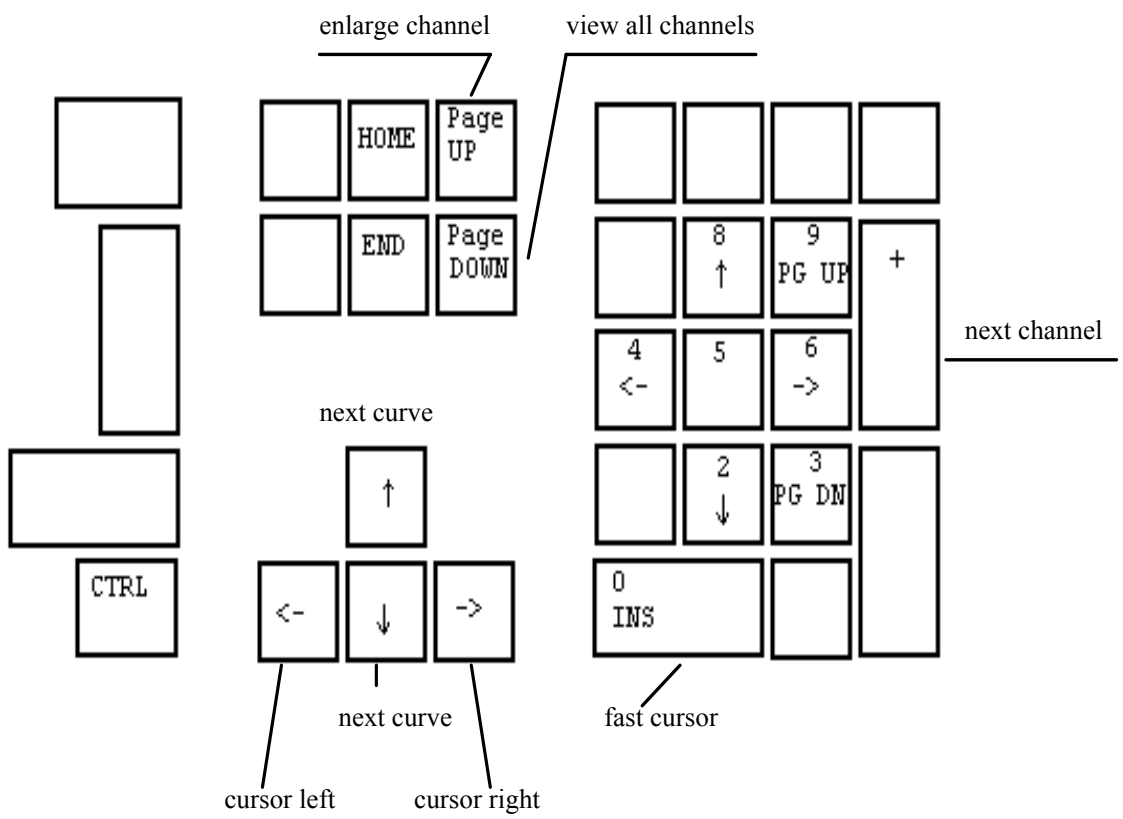 enlarge channel
view all channels
HOME
Page
UP
END
Page
DOWN
8
↑
9
PG UP
+
next channel
4
<-
5
6
->
next curve
↑
2
↓
3
PG DN
CTRL
<-
↓
->
0
INS
next curve
fast cursor
cursor left
cursor right